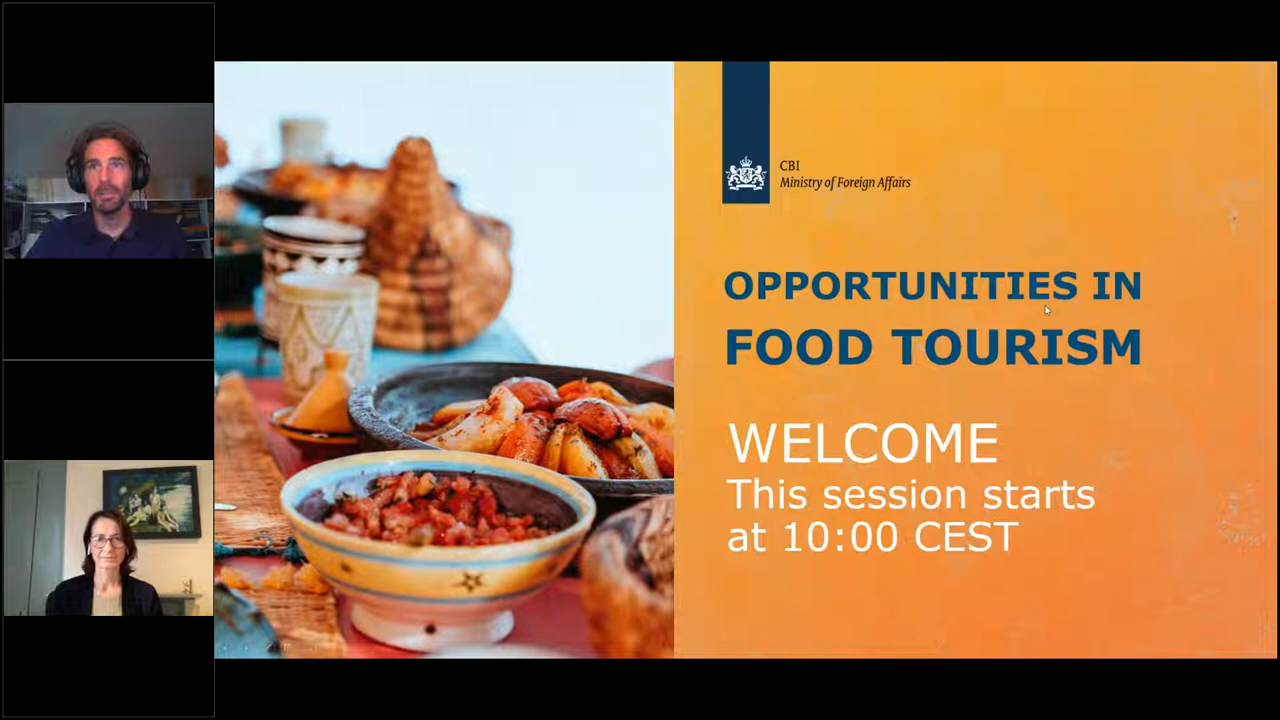 CBI
Ministry of Foreign Affairs
OPPORTUNITIES IN
FOOD TOURISM
WELCOME
This session starts
at 10:00 CEST